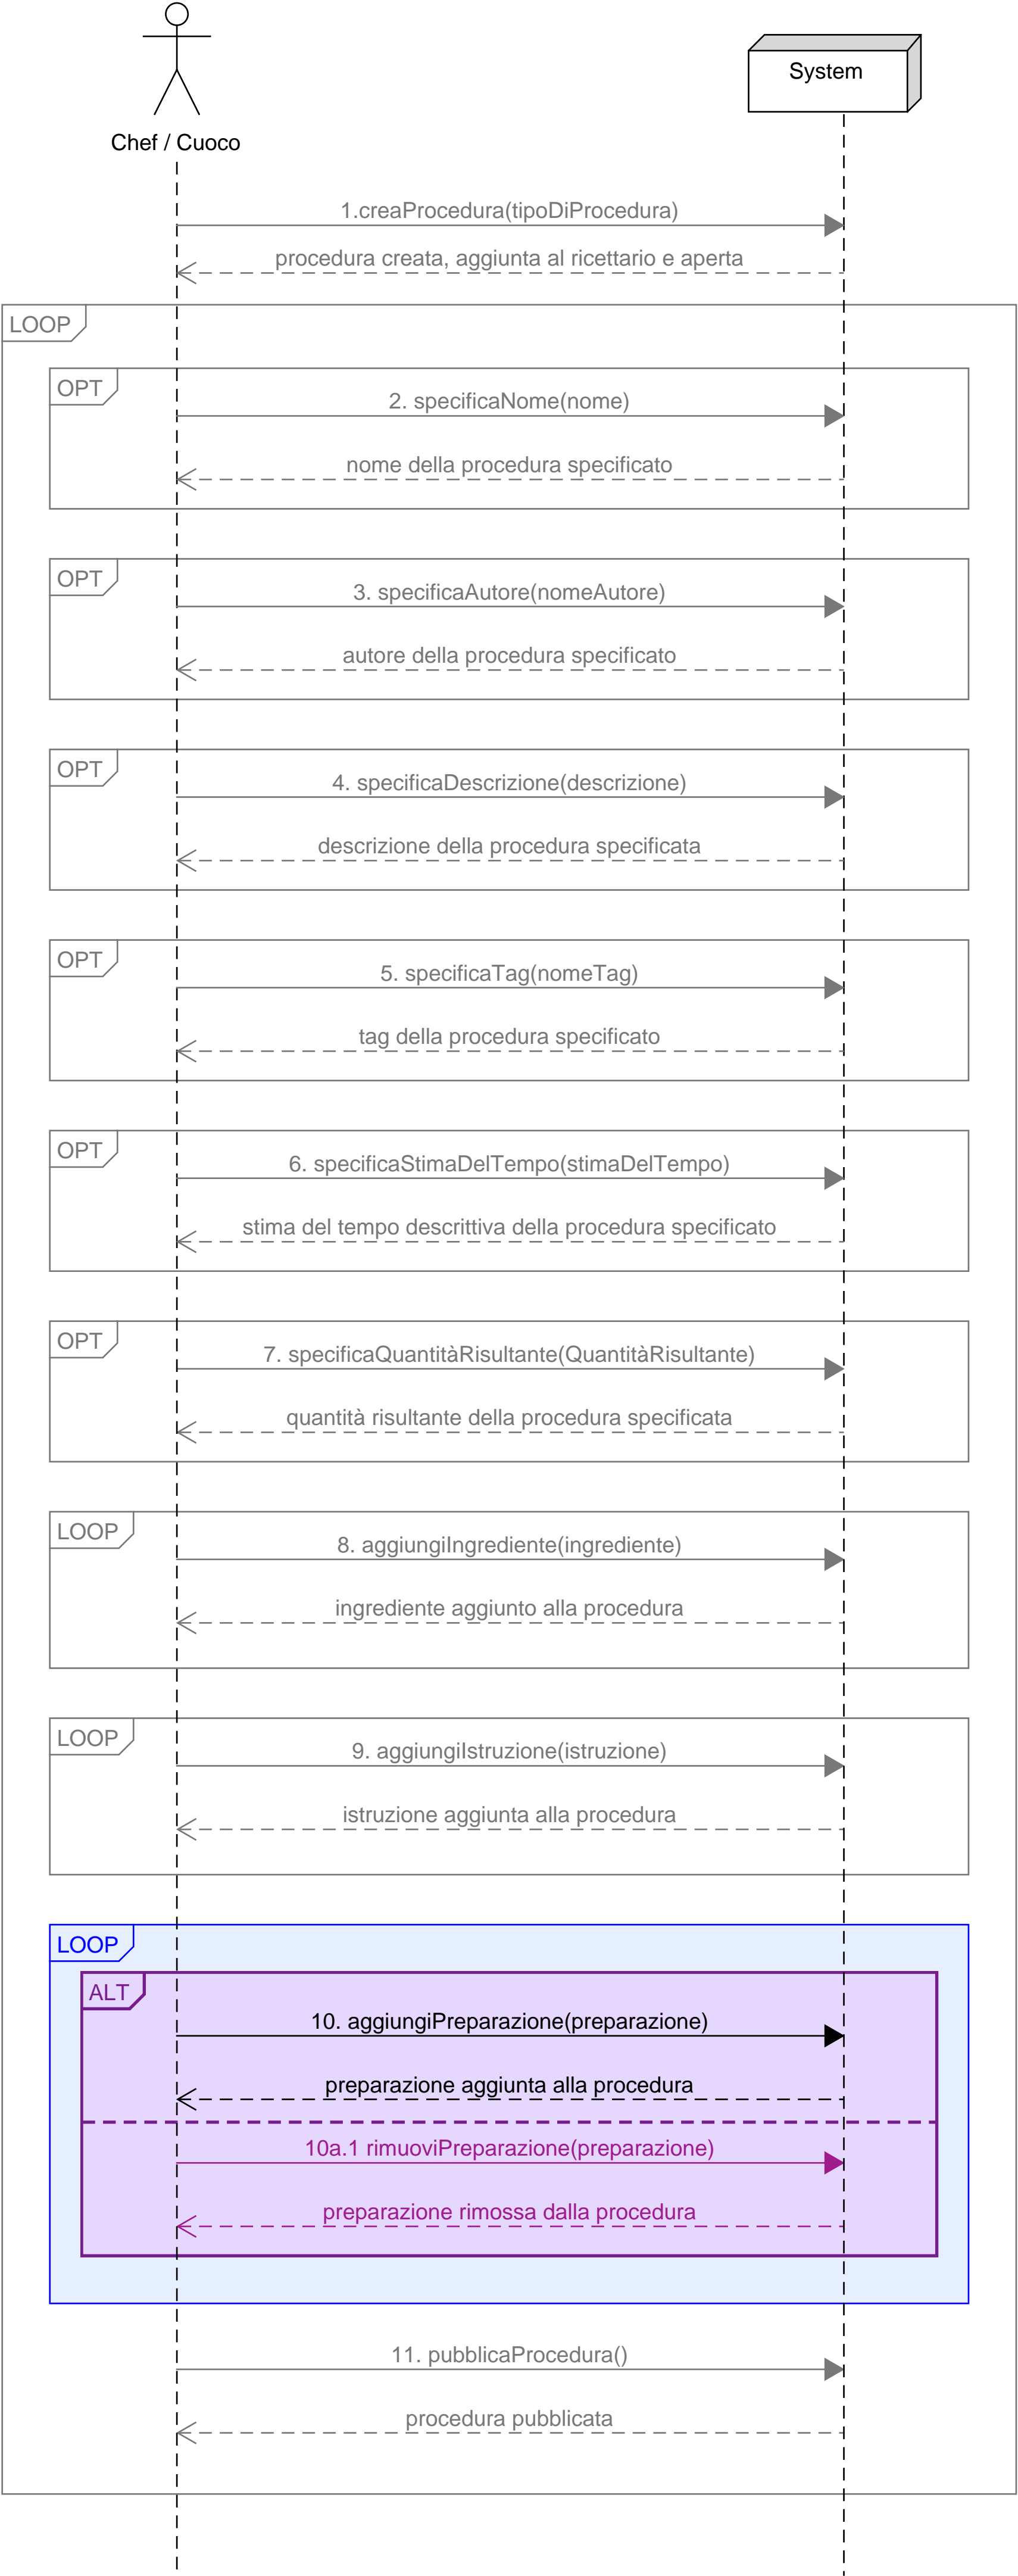 System
Chef / Cuoco
1.creaProcedura(tipoDiProcedura)
procedura creata, aggiunta al ricettario e aperta
LOOP
OPT
2. specificaNome(nome)
nome della procedura specificato
OPT
3. specificaAutore(nomeAutore)
autore della procedura specificato
OPT
4. specificaDescrizione(descrizione)
descrizione della procedura specificata
OPT
5. specificaTag(nomeTag)
tag della procedura specificato
OPT
6. specificaStimaDelTempo(stimaDelTempo)
stima del tempo descrittiva della procedura specificato
OPT
7. specificaQuantitàRisultante(QuantitàRisultante)
quantità risultante della procedura specificata
LOOP
8. aggiungiIngrediente(ingrediente)
ingrediente aggiunto alla procedura
LOOP
9. aggiungiIstruzione(istruzione)
istruzione aggiunta alla procedura
LOOP
ALT
10. aggiungiPreparazione(preparazione)
preparazione aggiunta alla procedura
10a.1 rimuoviPreparazione(preparazione)
preparazione rimossa dalla procedura
11. pubblicaProcedura()
procedura pubblicata